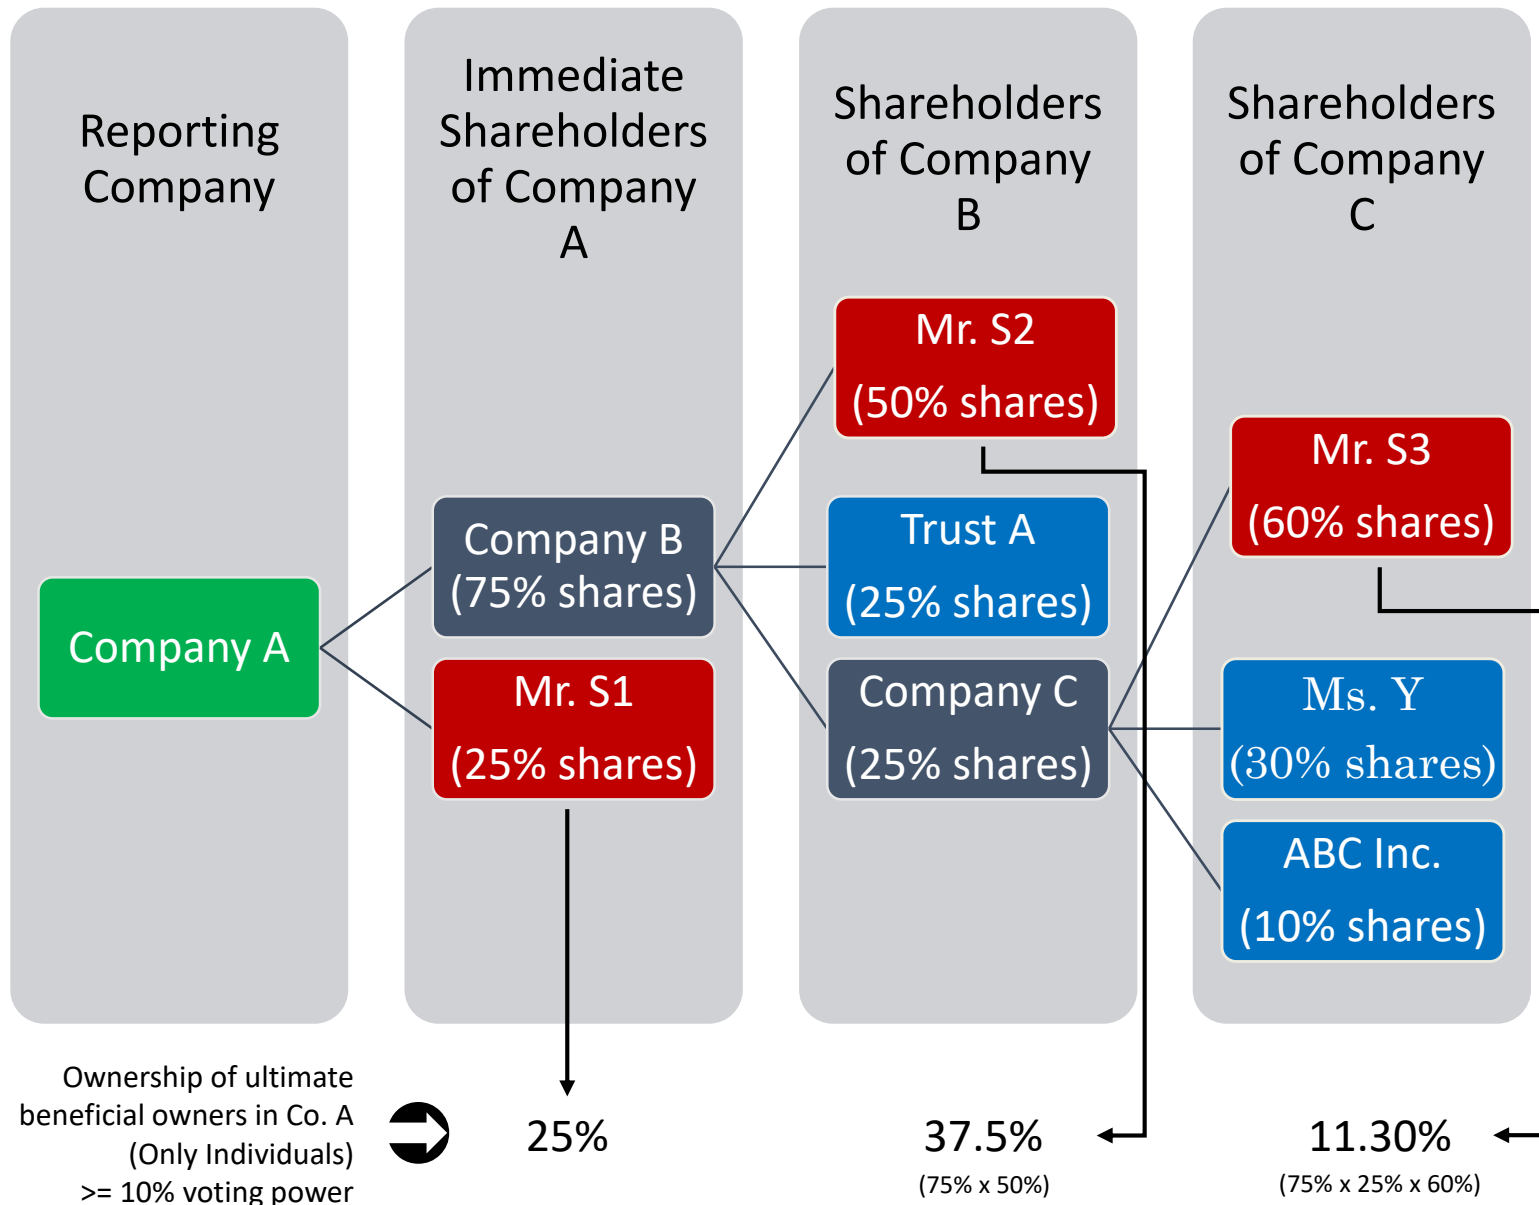 Reporting
Company
Immediate
Shareholders
of Company
A
Shareholders
of Company
B
Shareholders
of Company
C
Company A
Company B
(75% shares)
Mr. S1
(25% shares)
Mr. S2
(50% shares)
Trust A
(25% shares)
Company C
(25% shares)
Mr. S3
(60% shares)
Ms. Y
(30% shares)
ABC Inc.
(10% shares)
Ownership of ultimate
beneficial owners in Co. A
(Only Individuals)
>= 10% voting power
25%
37.5%
(75% x 50%)
11.30%
(75% x 25% x 60%)